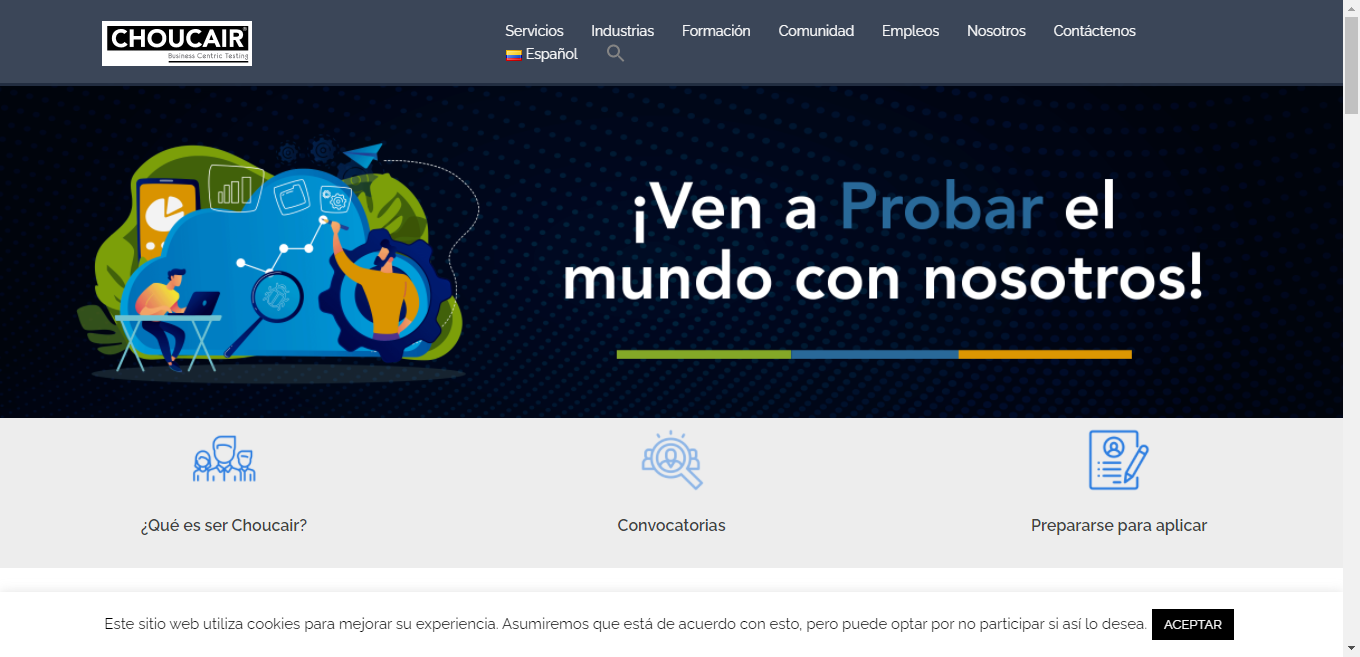 CHOUCAIR
Business Centric Testing
Servicios Industrias Formación Comunidad Empleos Nosotros Contáctenos
Español
¡Ven a Probar el
mundo con nosotros!
¿Qué es ser Choucair?
Convocatorias
Prepararse para aplicar
Este sitio web utiliza cookies para mejorar su experiencia. Asumiremos que está de acuerdo con esto, pero puede optar por no participar si así lo desea. ACEPTAR